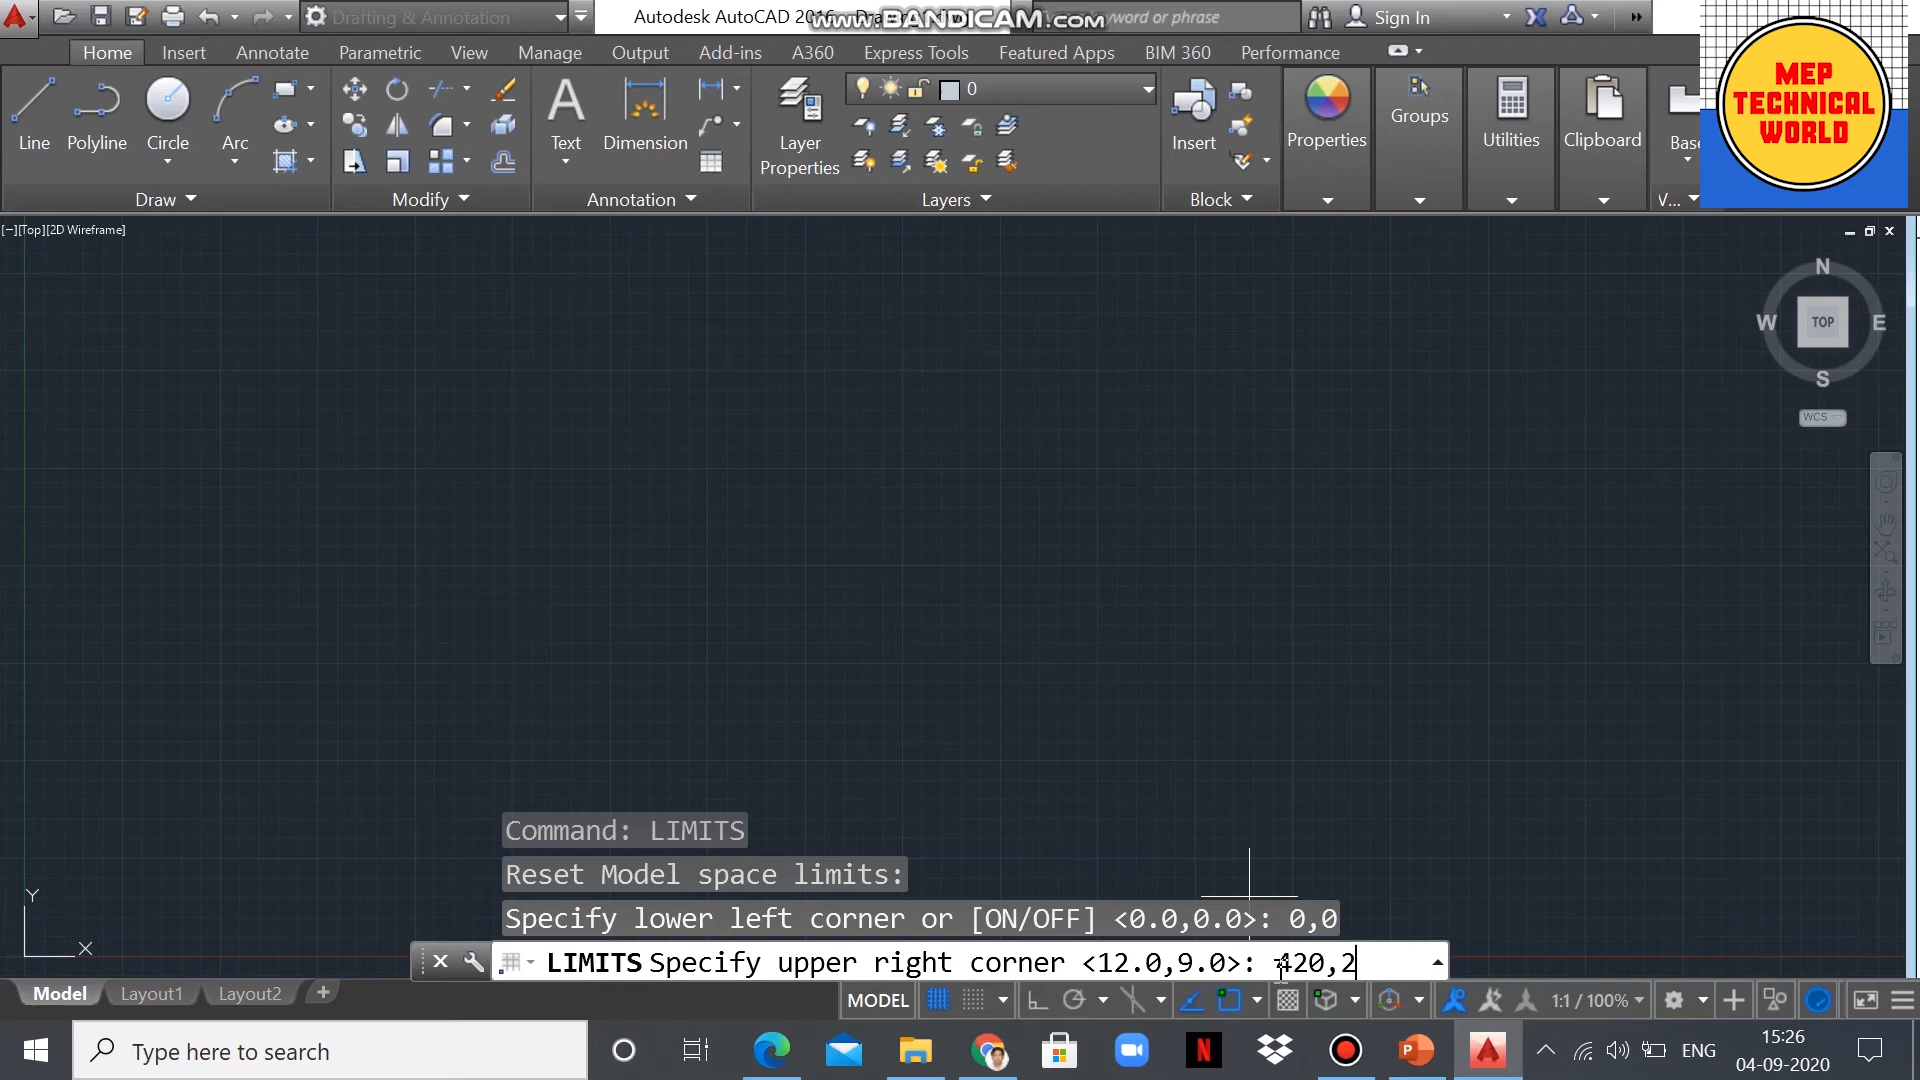 Drafting & Annotation
Autodesk AutoCAD 2016
www.BANDICAM.com
word or phrase
Sign In
Home Insert Annotate Parametric View Manage Output Add-ins A360 Express Tools Featured Apps BIM 360 Performance
MEP
TECHNICAL
WORLD
0
Line Polyline Circle Arc
Text Dimension
Layer
Properties
Insert
Properties
Groups
Utilities
Clipboard
Base
Draw Modify Annotation Layers Block V...
[−][Top][2D Wireframe]
N
W TOP E
S
WCS
Command: LIMITS
Reset Model space limits:
Specify lower left corner or [ON/OFF] <0.0,0.0>: 0,0
LIMITS Specify upper right corner <12.0,9.0>: 420,2
Y
X
Model Layout1 Layout2 +
MODEL 1:1 / 100%
Type here to search
ENG
15:26
04-09-2020